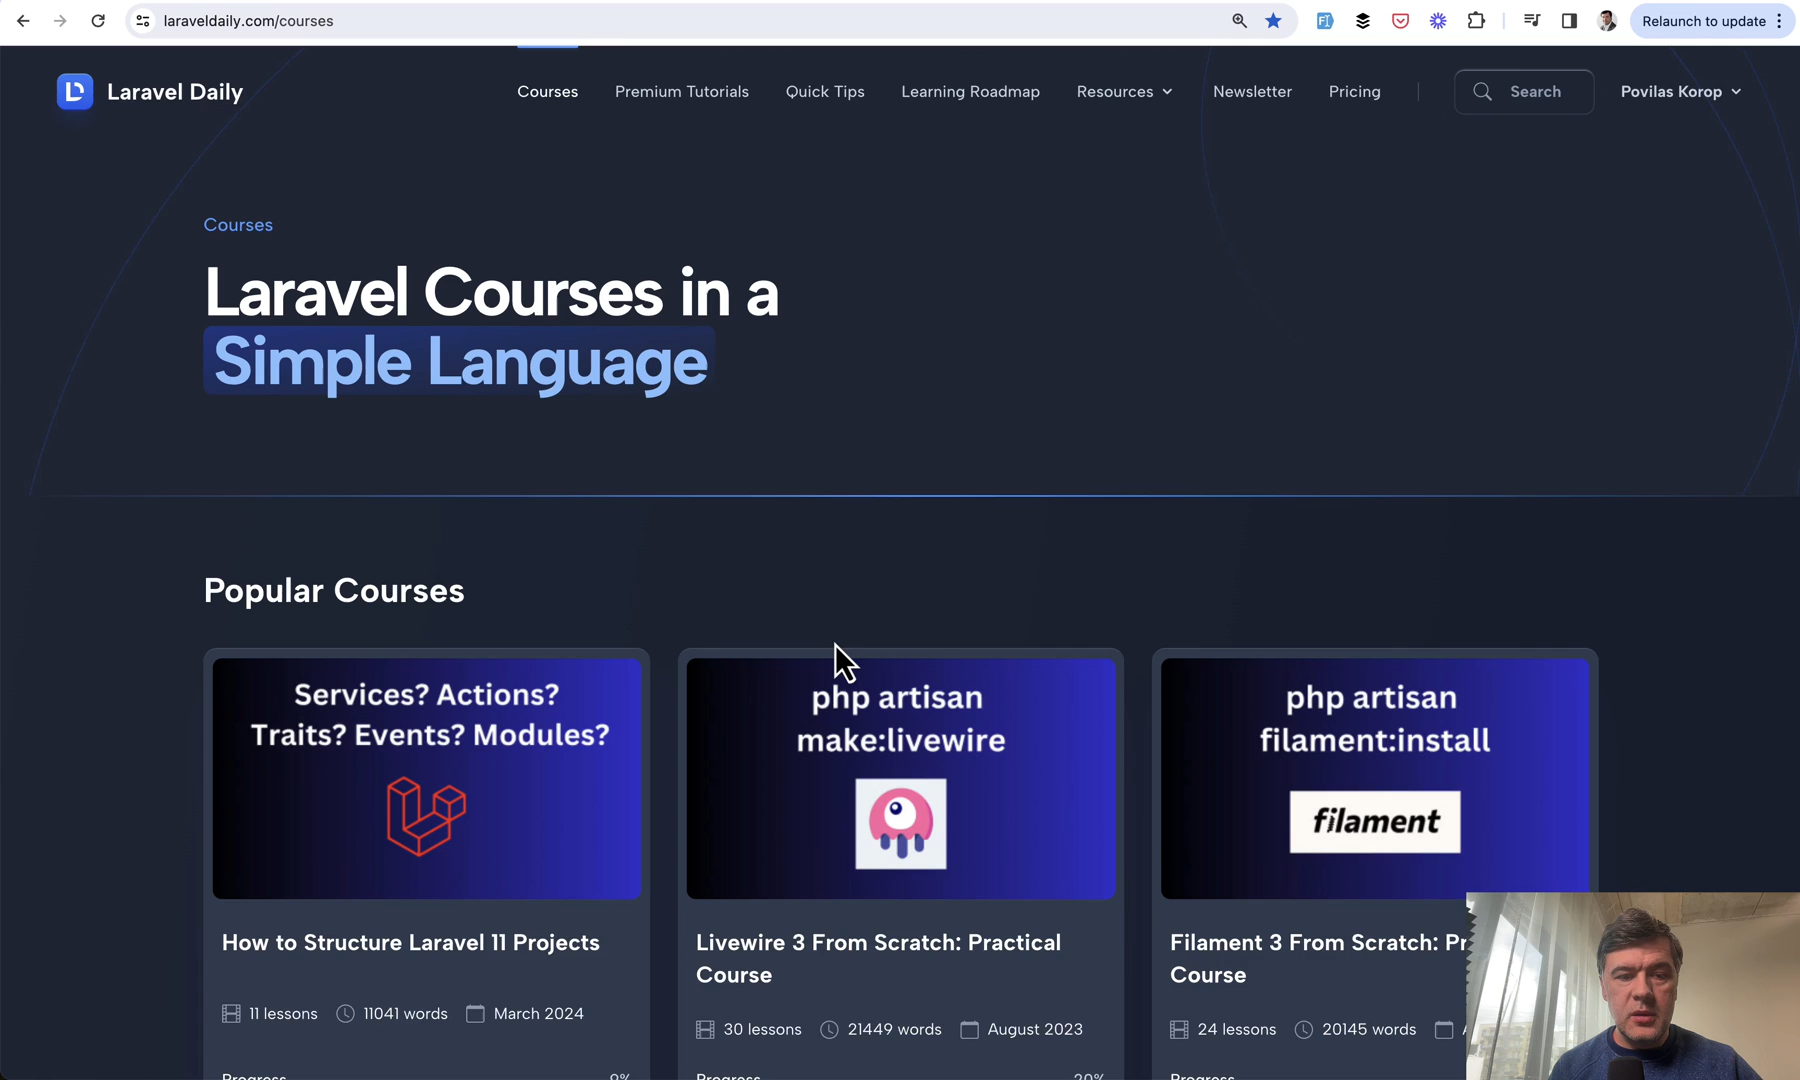 laraveldaily.com/courses
Relaunch to update
Laravel Daily
Courses
Premium Tutorials
Quick Tips
Learning Roadmap
Resources
Newsletter
Pricing
Search
Povilas Korop
Courses
Laravel Courses in a
Simple Language
Popular Courses
Services? Actions?
Traits? Events? Modules?
php artisan
make:livewire
php artisan
filament:install
filament
How to Structure Laravel 11 Projects
Livewire 3 From Scratch: Practical
Course
Filament 3 From Scratch: Pr
Course
11 lessons
11041 words
March 2024
30 lessons
21449 words
August 2023
24 lessons
20145 words
Progress
Progress
20%
Progress